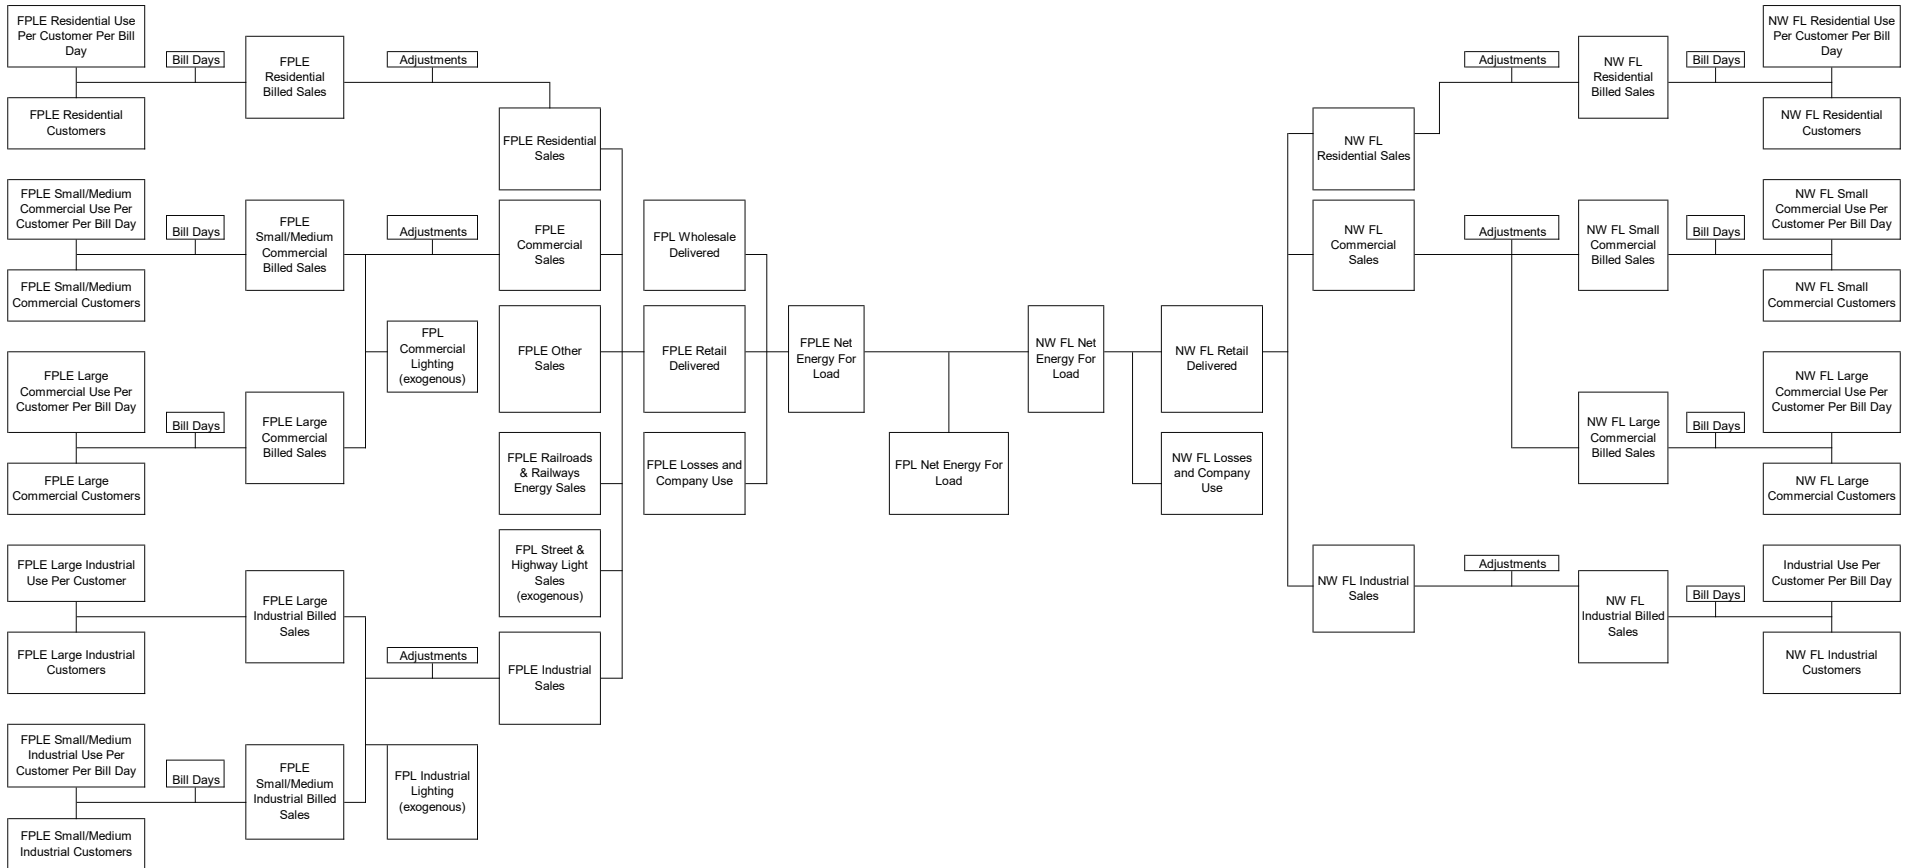 FPLE Residential Use
Per Customer Per Bill
Day
Bill Days
FPLE
Residential
Billed Sales
Adjustments
FPLE Residential
Customers
FPLE Residential
Sales
FPLE Small/Medium
Commercial Use Per
Customer Per Bill Day
Bill Days
FPLE
Small/Medium
Commercial
Billed Sales
Adjustments
FPLE
Commercial
Sales
FPLE Small/Medium
Commercial Customers
FPL
Commercial
Lighting
(exogenous)
FPLE Other
Sales
FPLE Large
Commercial Use Per
Customer Per Bill Day
Bill Days
FPLE Large
Commercial
Billed Sales
FPLE Large
Commercial Customers
FPLE Railroads
& Railways
Energy Sales
FPL Street &
Highway Light
Sales
(exogenous)
FPLE Large Industrial
Use Per Customer
FPLE Large
Industrial Billed
Sales
FPLE Large Industrial
Customers
Adjustments
FPLE Industrial
Sales
FPLE Small/Medium
Industrial Use Per
Customer Per Bill Day
Bill Days
FPLE
Small/Medium
Industrial Billed
Sales
FPL Industrial
Lighting
(exogenous)
FPLE Small/Medium
Industrial Customers
FPL Wholesale
Delivered
FPLE Retail
Delivered
FPLE Losses and
Company Use
FPLE Net
Energy For
Load
FPL Net Energy For
Load
NW FL Net
Energy For
Load
NW FL Retail
Delivered
NW FL Losses
and Company
Use
NW FL
Residential Sales
Adjustments
NW FL
Residential
Billed Sales
Bill Days
NW FL Residential Use
Per Customer Per Bill
Day
NW FL Residential
Customers
NW FL
Commercial
Sales
Adjustments
NW FL Small
Commercial
Billed Sales
Bill Days
NW FL Small
Commercial Use Per
Customer Per Bill Day
NW FL Small
Commercial Customers
NW FL Large
Commercial
Billed Sales
Bill Days
NW FL Large
Commercial Use Per
Customer Per Bill Day
NW FL Large
Commercial Customers
NW FL Industrial
Sales
Adjustments
NW FL
Industrial Billed
Sales
Bill Days
Industrial Use Per
Customer Per Bill Day
NW FL Industrial
Customers